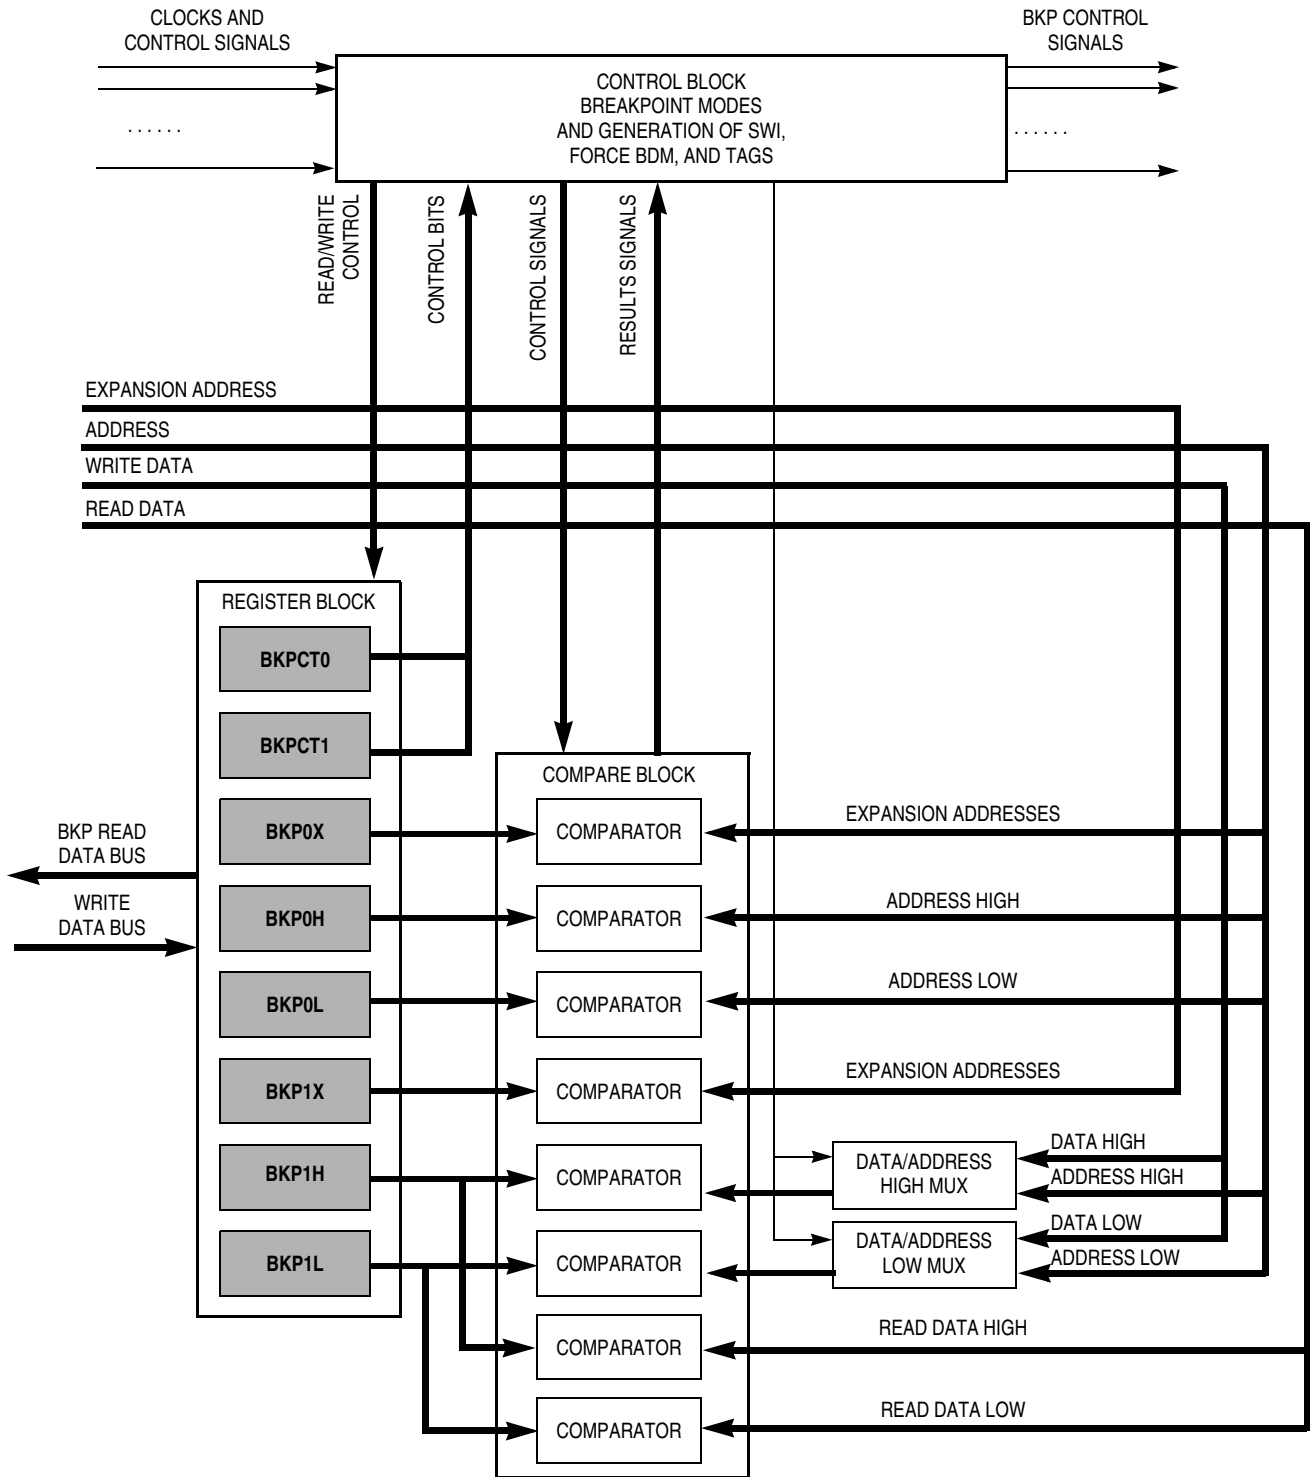 CLOCKS AND
CONTROL SIGNALS
BKP CONTROL
SIGNALS
CONTROL BLOCK
BREAKPOINT MODES
AND GENERATION OF SWI,
FORCE BDM, AND TAGS
. . . . . .
. . . . . .
READ/WRITE
CONTROL
CONTROL BITS
CONTROL SIGNALS
RESULTS SIGNALS
EXPANSION ADDRESS
ADDRESS
WRITE DATA
READ DATA
REGISTER BLOCK
BKPCT0
BKPCT1
COMPARE BLOCK
BKP0X
COMPARATOR
EXPANSION ADDRESSES
BKP READ
DATA BUS
WRITE
DATA BUS
BKP0H
COMPARATOR
ADDRESS HIGH
BKP0L
COMPARATOR
ADDRESS LOW
BKP1X
COMPARATOR
EXPANSION ADDRESSES
BKP1H
COMPARATOR
DATA/ADDRESS
HIGH MUX
DATA HIGH
ADDRESS HIGH
BKP1L
COMPARATOR
DATA/ADDRESS
LOW MUX
DATA LOW
ADDRESS LOW
COMPARATOR
READ DATA HIGH
COMPARATOR
READ DATA LOW